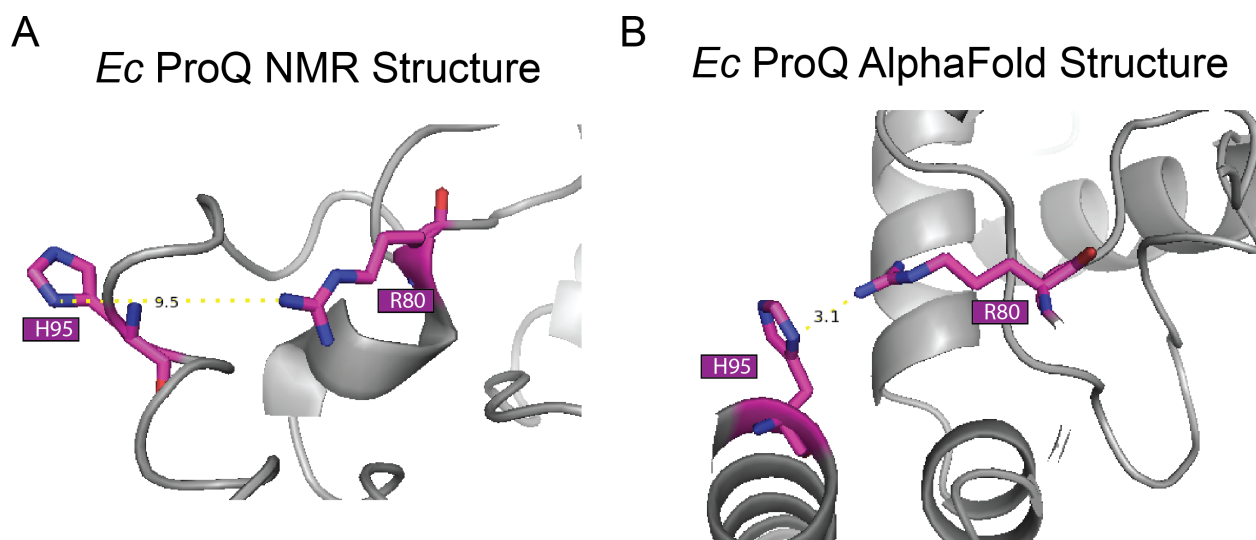 A
Ec ProQ NMR Structure
H95
9.5
R80
B
Ec ProQ AlphaFold Structure
H95
3.1
R80